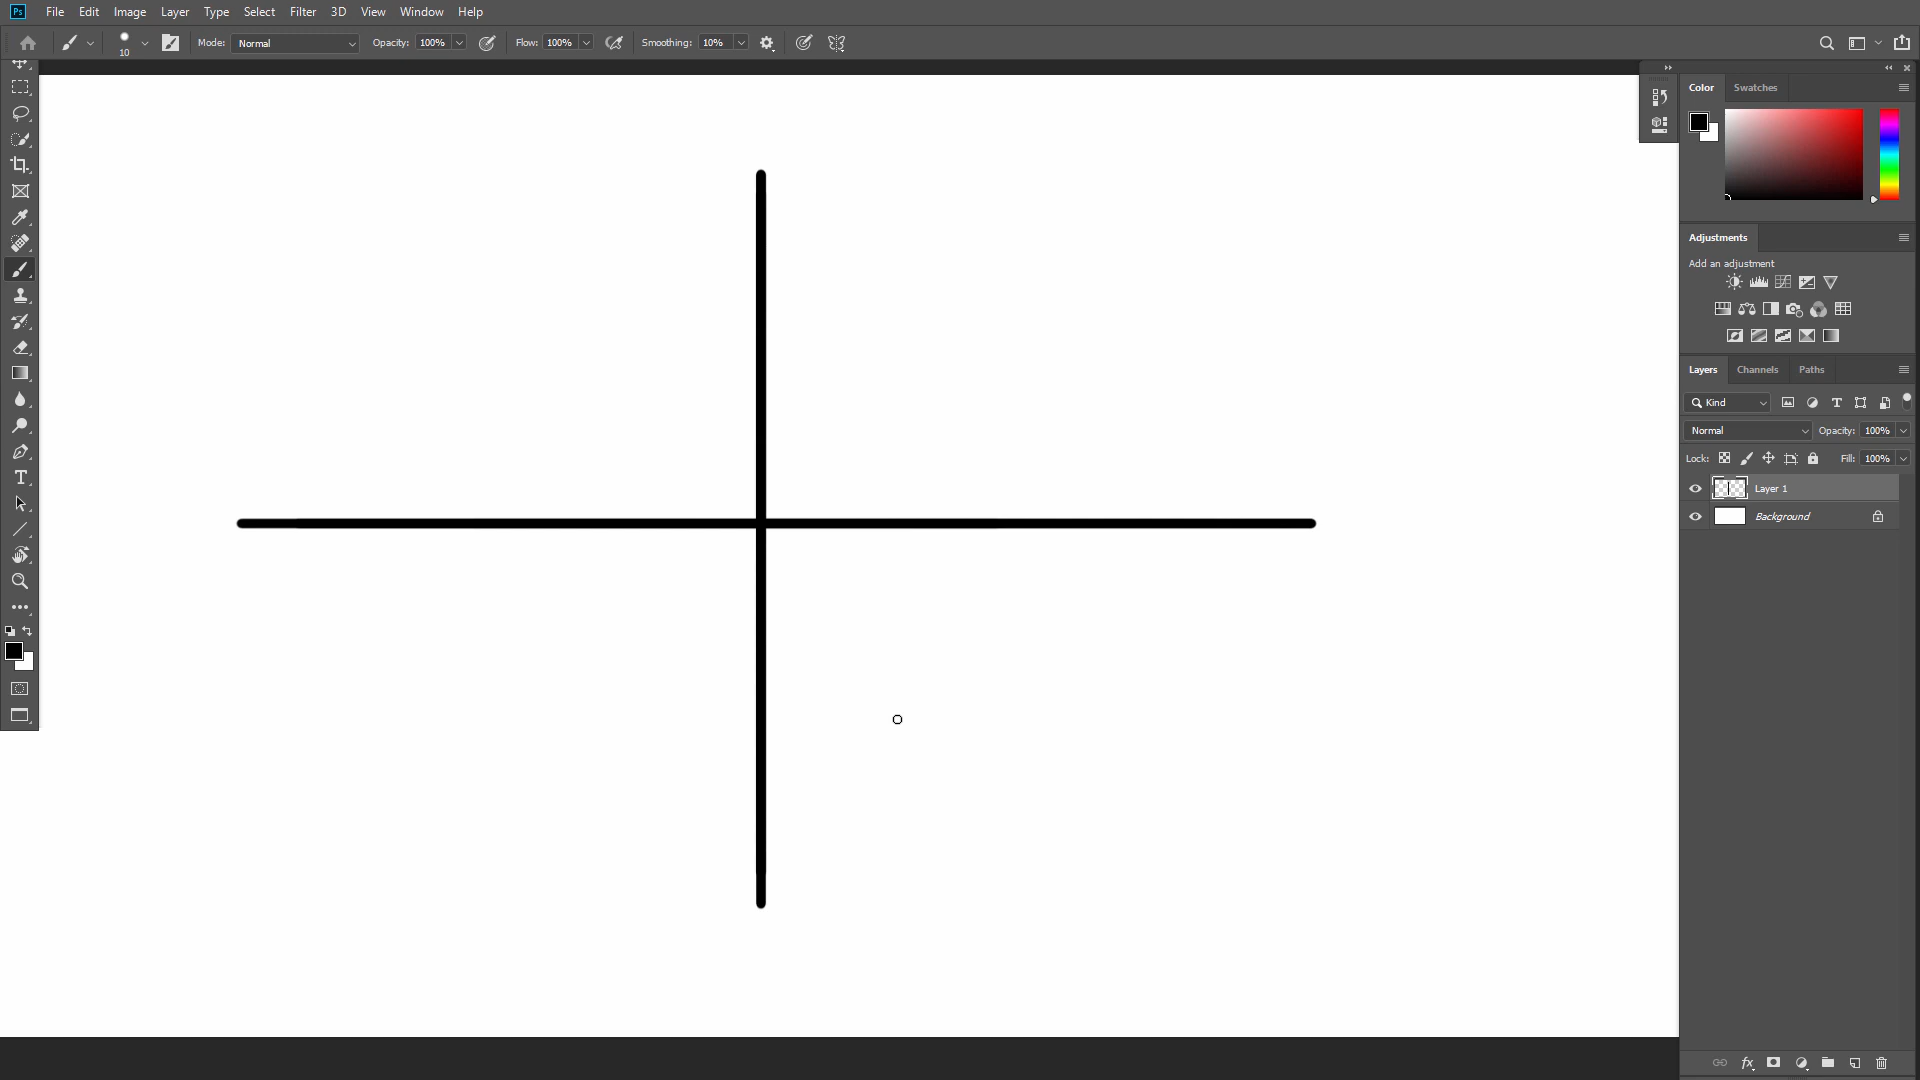 Ps File Edit Image Layer Type Select Filter 3D View Window Help
10 Mode: Normal Opacity: 100% Flow: 100% Smoothing: 10%
Color Swatches
Adjustments
Add an adjustment
Layers Channels Paths
Kind
Normal Opacity: 100%
Lock: Fill: 100%
Layer 1
Background
fx